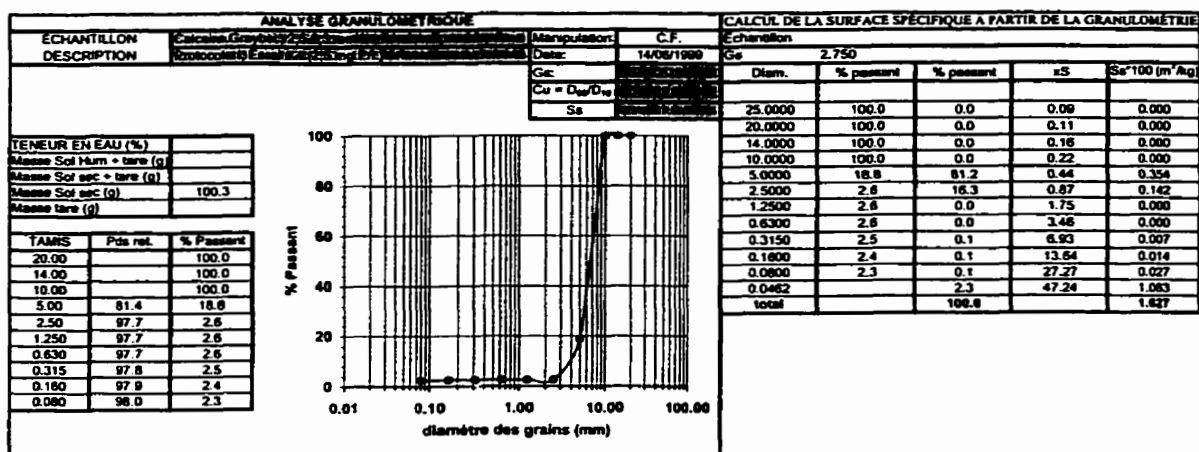 ANALYSE GRANULOMETRIQUE
ÉCHANTILLON Manipulation: C.F.
DESCRIPTION Date: 14/06/1999
Gs:
Cu = D60/D10
Ss
TENEUR EN EAU (%)
Masse Sol Hum + tare (g)
Masse Sol sec + tare (g)
Masse Sol sec (g) 100.3
Masse tare (g)
TAMIS Pds ret. % Passant
20.00 100.0
14.00 100.0
10.00 100.0
5.00 81.4 18.8
2.50 97.7 2.6
1.250 97.7 2.6
0.630 97.7 2.6
0.315 97.8 2.5
0.160 97.9 2.4
0.080 98.0 2.3
% Passant
100
80
60
40
20
0
0.01 0.10 1.00 10.00 100.00
diamètre des grains (mm)
CALCUL DE LA SURFACE SPÉCIFIQUE A PARTIR DE LA GRANULOMÉTRIE
Échantillon
Gs 2.750
Diam. % passant % passant xS Ss*100 (m²/kg)
25.0000 100.0 0.0 0.09 0.000
20.0000 100.0 0.0 0.11 0.000
14.0000 100.0 0.0 0.16 0.000
10.0000 100.0 0.0 0.22 0.000
5.0000 18.8 81.2 0.44 0.354
2.5000 2.6 16.3 0.87 0.142
1.2500 2.6 0.0 1.75 0.000
0.6300 2.6 0.0 3.46 0.000
0.3150 2.5 0.1 6.93 0.007
0.1600 2.4 0.1 13.64 0.014
0.0800 2.3 0.1 27.27 0.027
0.0462 2.3 47.24 1.083
total 100.0 1.627